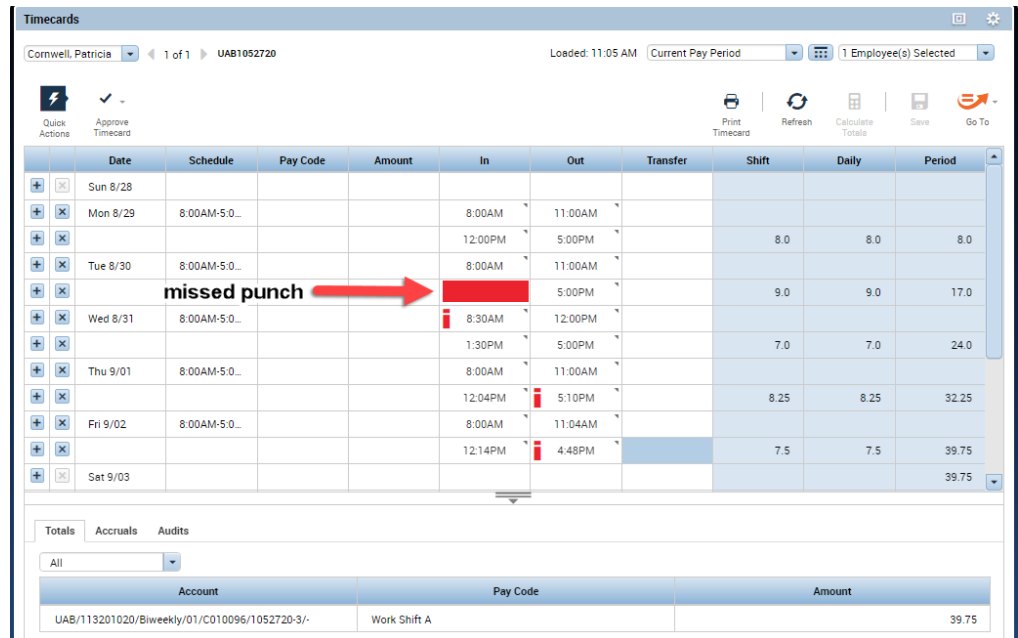 Timecards
Cornwell, Patricia 1 of 1 UAB1052720 Loaded: 11:05 AM Current Pay Period 1 Employee(s) Selected
Quick Actions Approve Timecard Print Timecard Refresh Calculate Totals Save Go To
Date Schedule Pay Code Amount In Out Transfer Shift Daily Period
Sun 8/28
Mon 8/29 8:00AM-5:0... 8:00AM 11:00AM
12:00PM 5:00PM 8.0 8.0 8.0
Tue 8/30 8:00AM-5:0... 8:00AM 11:00AM
missed punch 5:00PM 9.0 9.0 17.0
Wed 8/31 8:00AM-5:0... 8:30AM 12:00PM
1:30PM 5:00PM 7.0 7.0 24.0
Thu 9/01 8:00AM-5:0... 8:00AM 11:00AM
12:04PM 5:10PM 8.25 8.25 32.25
Fri 9/02 8:00AM-5:0... 8:00AM 11:04AM
12:14PM 4:48PM 7.5 7.5 39.75
Sat 9/03 39.75
Totals Accruals Audits
All
Account Pay Code Amount
UAB/113201020/Biweekly/01/C010096/1052720-3/- Work Shift A 39.75